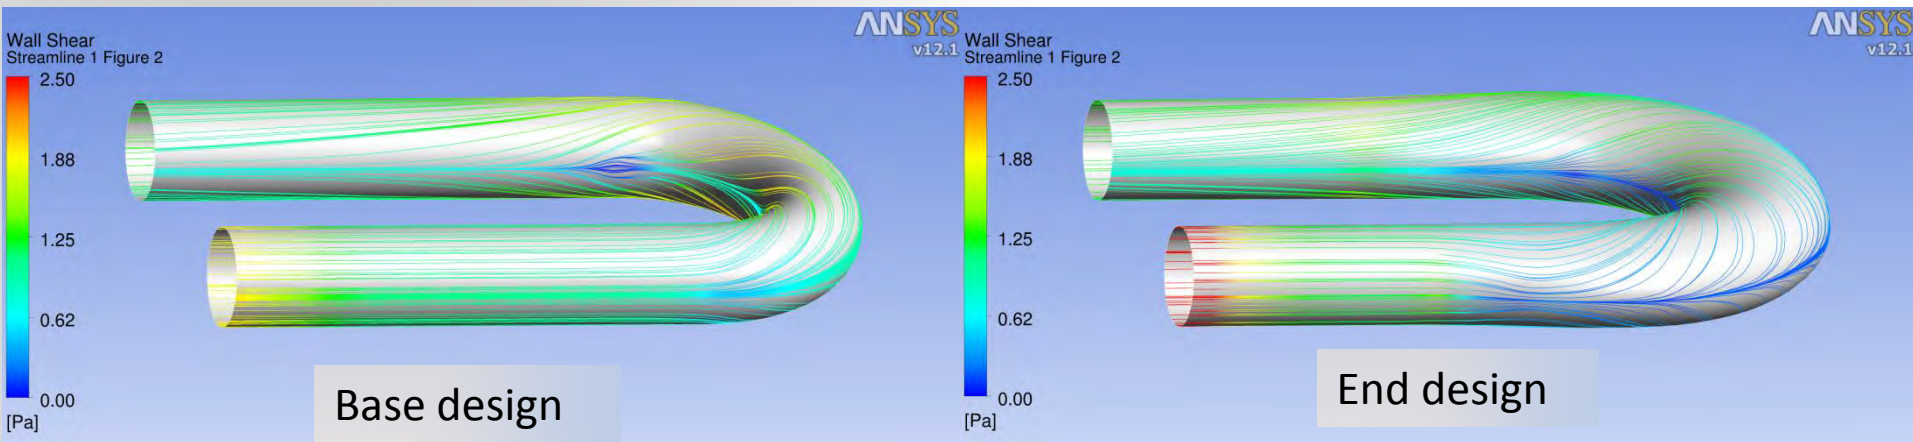 ANSYS
v12.1
Wall Shear
Streamline 1 Figure 2
2.50
1.88
1.25
0.62
0.00
[Pa]
Base design
ANSYS
v12.1
Wall Shear
Streamline 1 Figure 2
2.50
1.88
1.25
0.62
0.00
[Pa]
End design